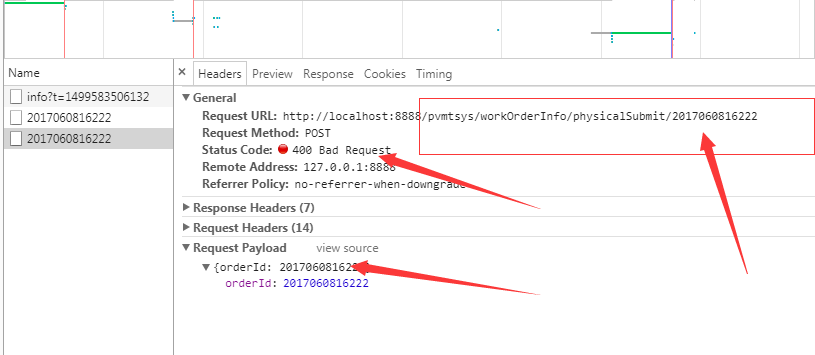 Name
info?t=1499583506132
2017060816222
2017060816222
× Headers Preview Response Cookies Timing
▼ General
Request URL: http://localhost:8888/pvmtsys/workOrderInfo/physicalSubmit/2017060816222
Request Method: POST
Status Code: 400 Bad Request
Remote Address: 127.0.0.1:8888
Referrer Policy: no-referrer-when-downgrade
▶ Response Headers (7)
▶ Request Headers (14)
▼ Request Payload view source
▼ {orderId: 2017060816222
orderId: 2017060816222